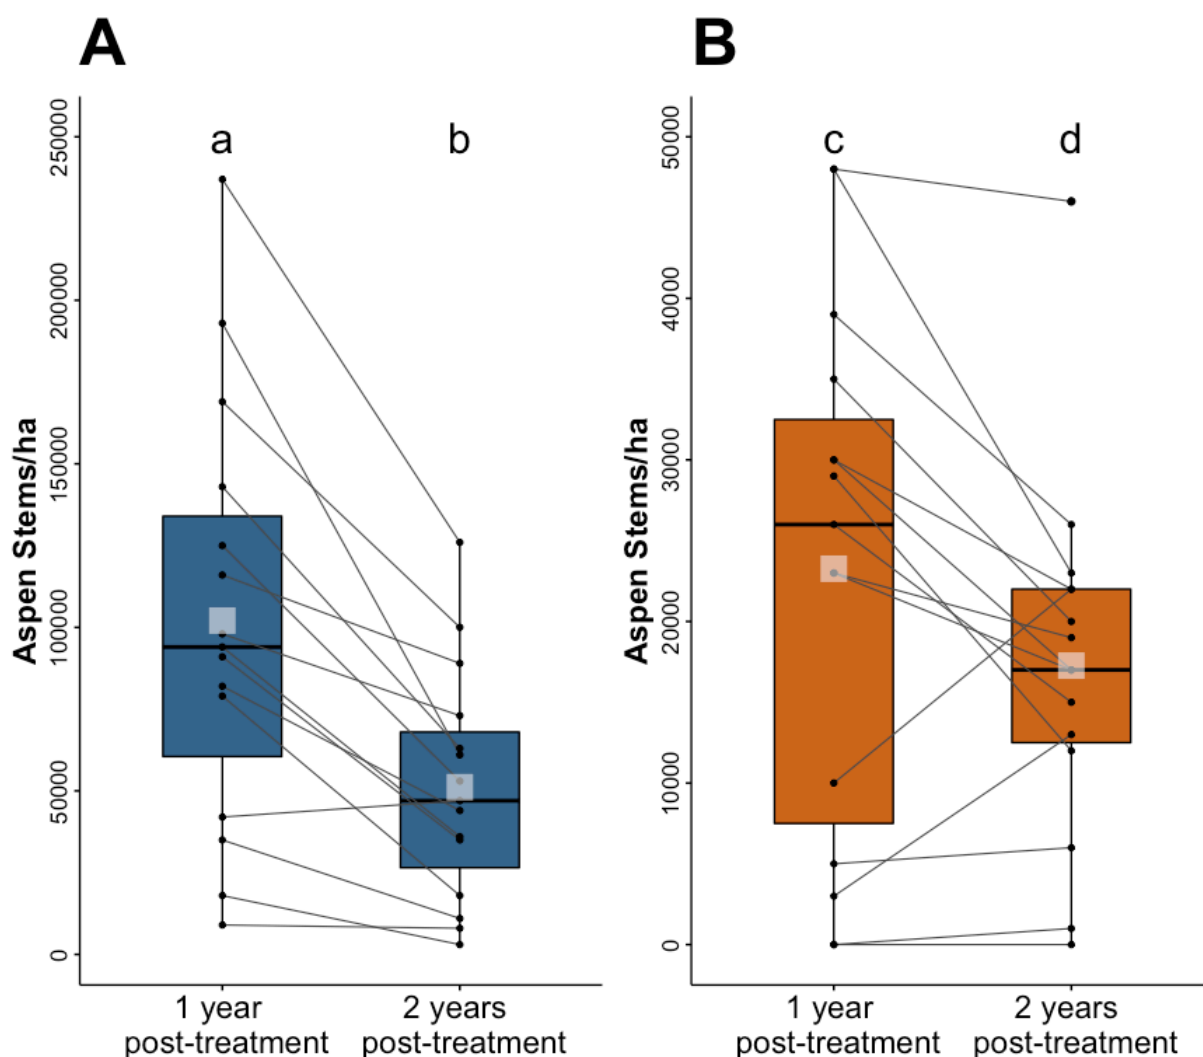 A
B
Aspen Stems/ha
250000
200000
150000
100000
50000
0
a
b
1 year
post-treatment
2 years
post-treatment
Aspen Stems/ha
50000
40000
30000
20000
10000
0
c
d
1 year
post-treatment
2 years
post-treatment